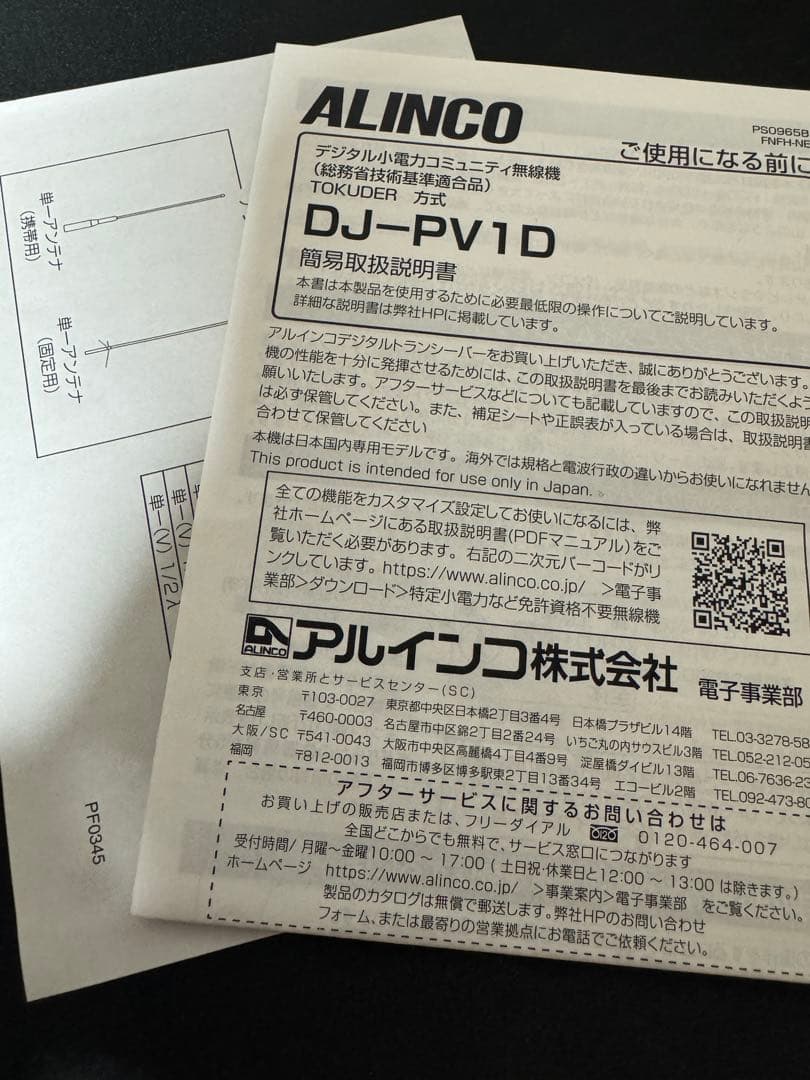 ALINCO
PS0965B
FNFH-NE
ご使用になる前に
デジタル小電力コミュニティ無線機
(総務省技術基準適合品)
TOKUDER 方式
DJ-PV1D
簡易取扱説明書
本書は本製品を使用するために必要最低限の操作についてご説明しています。
詳細な説明書は弊社HPに掲載しています。
アルインコデジタルトランシーバーをお買い上げいただき、誠にありがとうございます。
機の性能を十分に発揮させるためには、この取扱説明書を最後までお読みいただくよう
願いいたします。アフターサービスなどについても記載していますので、この取扱説明
は必ず保管してください。また、補足シートや正誤表が入っている場合は、取扱説明書
合わせて保管してください
本機は日本国内専用モデルです。海外では規格と電波行政の違いからお使いになれません
This product is intended for use only in Japan. 。
全ての機能をカスタマイズ設定してお使いになるには、弊
社ホームページにある取扱説明書(PDFマニュアル)をご
覧いただく必要があります。右記の二次元バーコードがリ
ンクしています。https://www.alinco.co.jp/ >電子事
業部>ダウンロード>特定小電力など免許資格不要無線機
ALINCO アルインコ株式会社 電子事業部
支店・営業所とサービスセンター(SC)
東京 〒103-0027 東京都中央区日本橋2丁目3番4号 日本橋プラザビル14階 TEL.03-3278-58
名古屋 〒460-0003 名古屋市中区錦2丁目2番24号 いちご丸の内サウスビル3階 TEL.052-212-05
大阪/SC 〒541-0043 大阪市中央区高麗橋4丁目4番9号 淀屋橋ダイビル13階 TEL.06-7636-23
福岡 〒812-0013 福岡市博多区博多駅東2丁目13番34号 エコービル2階 TEL.092-473-80
アフターサービスに関するお問い合わせは
お買い上げの販売店または、フリーダイアル 0120-464-007
全国どこからでも無料で、サービス窓口につながります
受付時間/ 月曜~金曜10:00 ~ 17:00 ( 土日祝・休業日と12:00 ~ 13:00 は除きます。)
ホームページ https://www.alinco.co.jp/ >事業案内>電子事業部 をご覧ください。
製品のカタログは無償で郵送します。弊社HPのお問い合わせ
フォーム、または最寄りの営業拠点にお電話でご依頼ください。
単一アンテナ
(携帯用)
単一アンテナ
(固定用)
単一(V)
単一(V) 1/2λ
PF0345